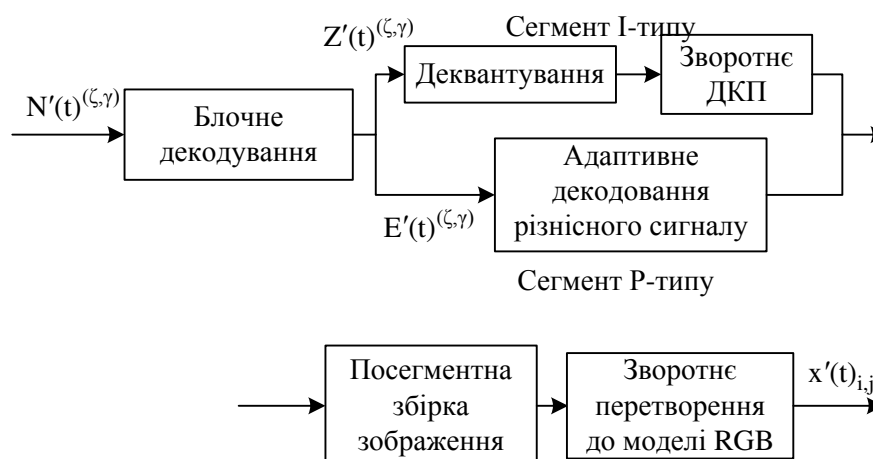 N′(t)^(ζ,γ)
Блочне
декодування
Z′(t)^(ζ,γ)
Сегмент I-типу
Деквантування
Зворотнє
ДКП
E′(t)^(ζ,γ)
Адаптивне
декодовання
різнісного сигналу
Сегмент P-типу
Посегментна
збірка
зображення
Зворотнє
перетворення
до моделі RGB
x′(t)i,j